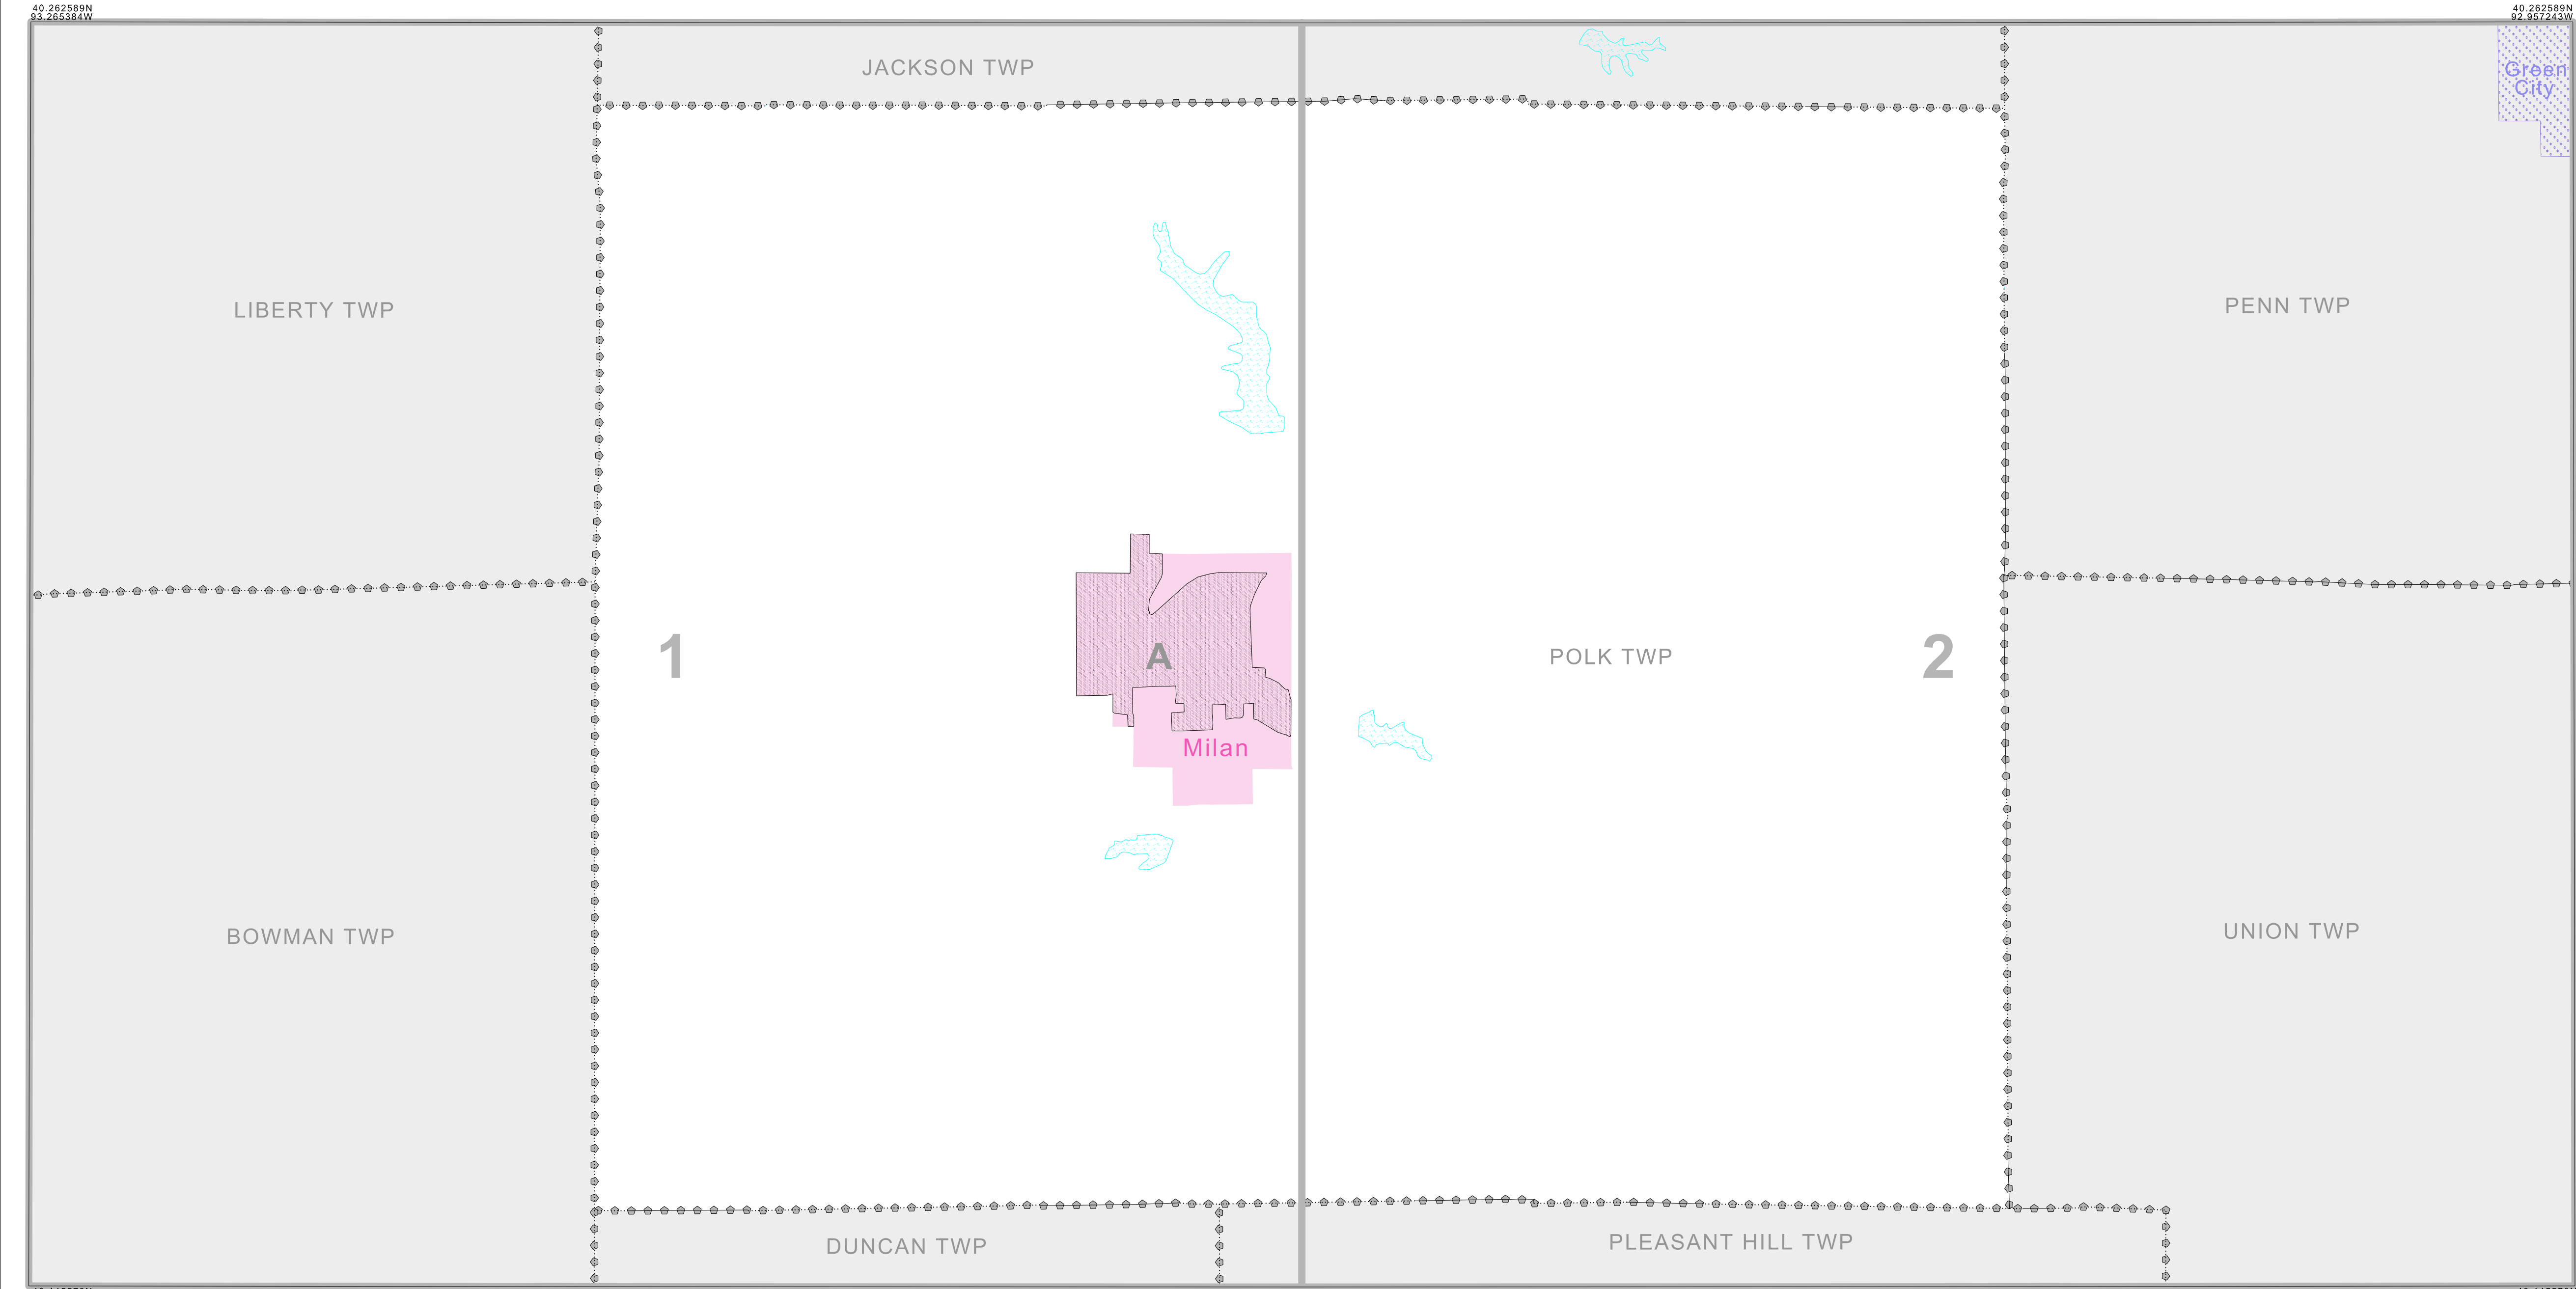 40.262589N
93.265384W
40.262589N
92.957243W
JACKSON TWP
Green
City
LIBERTY TWP
PENN TWP
1
A
POLK TWP
2
Milan
BOWMAN TWP
UNION TWP
DUNCAN TWP
PLEASANT HILL TWP